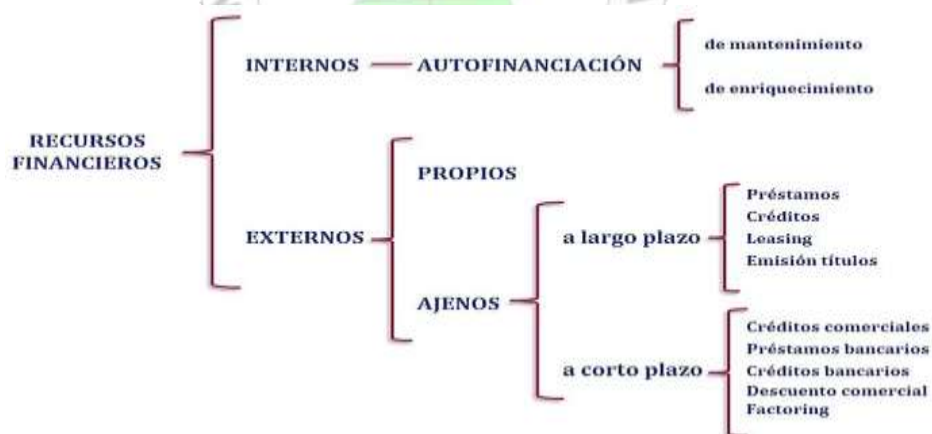 RECURSOS
FINANCIEROS
INTERNOS
AUTOFINANCIACIÓN
de mantenimiento
de enriquecimiento
EXTERNOS
PROPIOS
AJENOS
a largo plazo
Préstamos
Créditos
Leasing
Emisión títulos
a corto plazo
Créditos comerciales
Préstamos bancarios
Créditos bancarios
Descuento comercial
Factoring